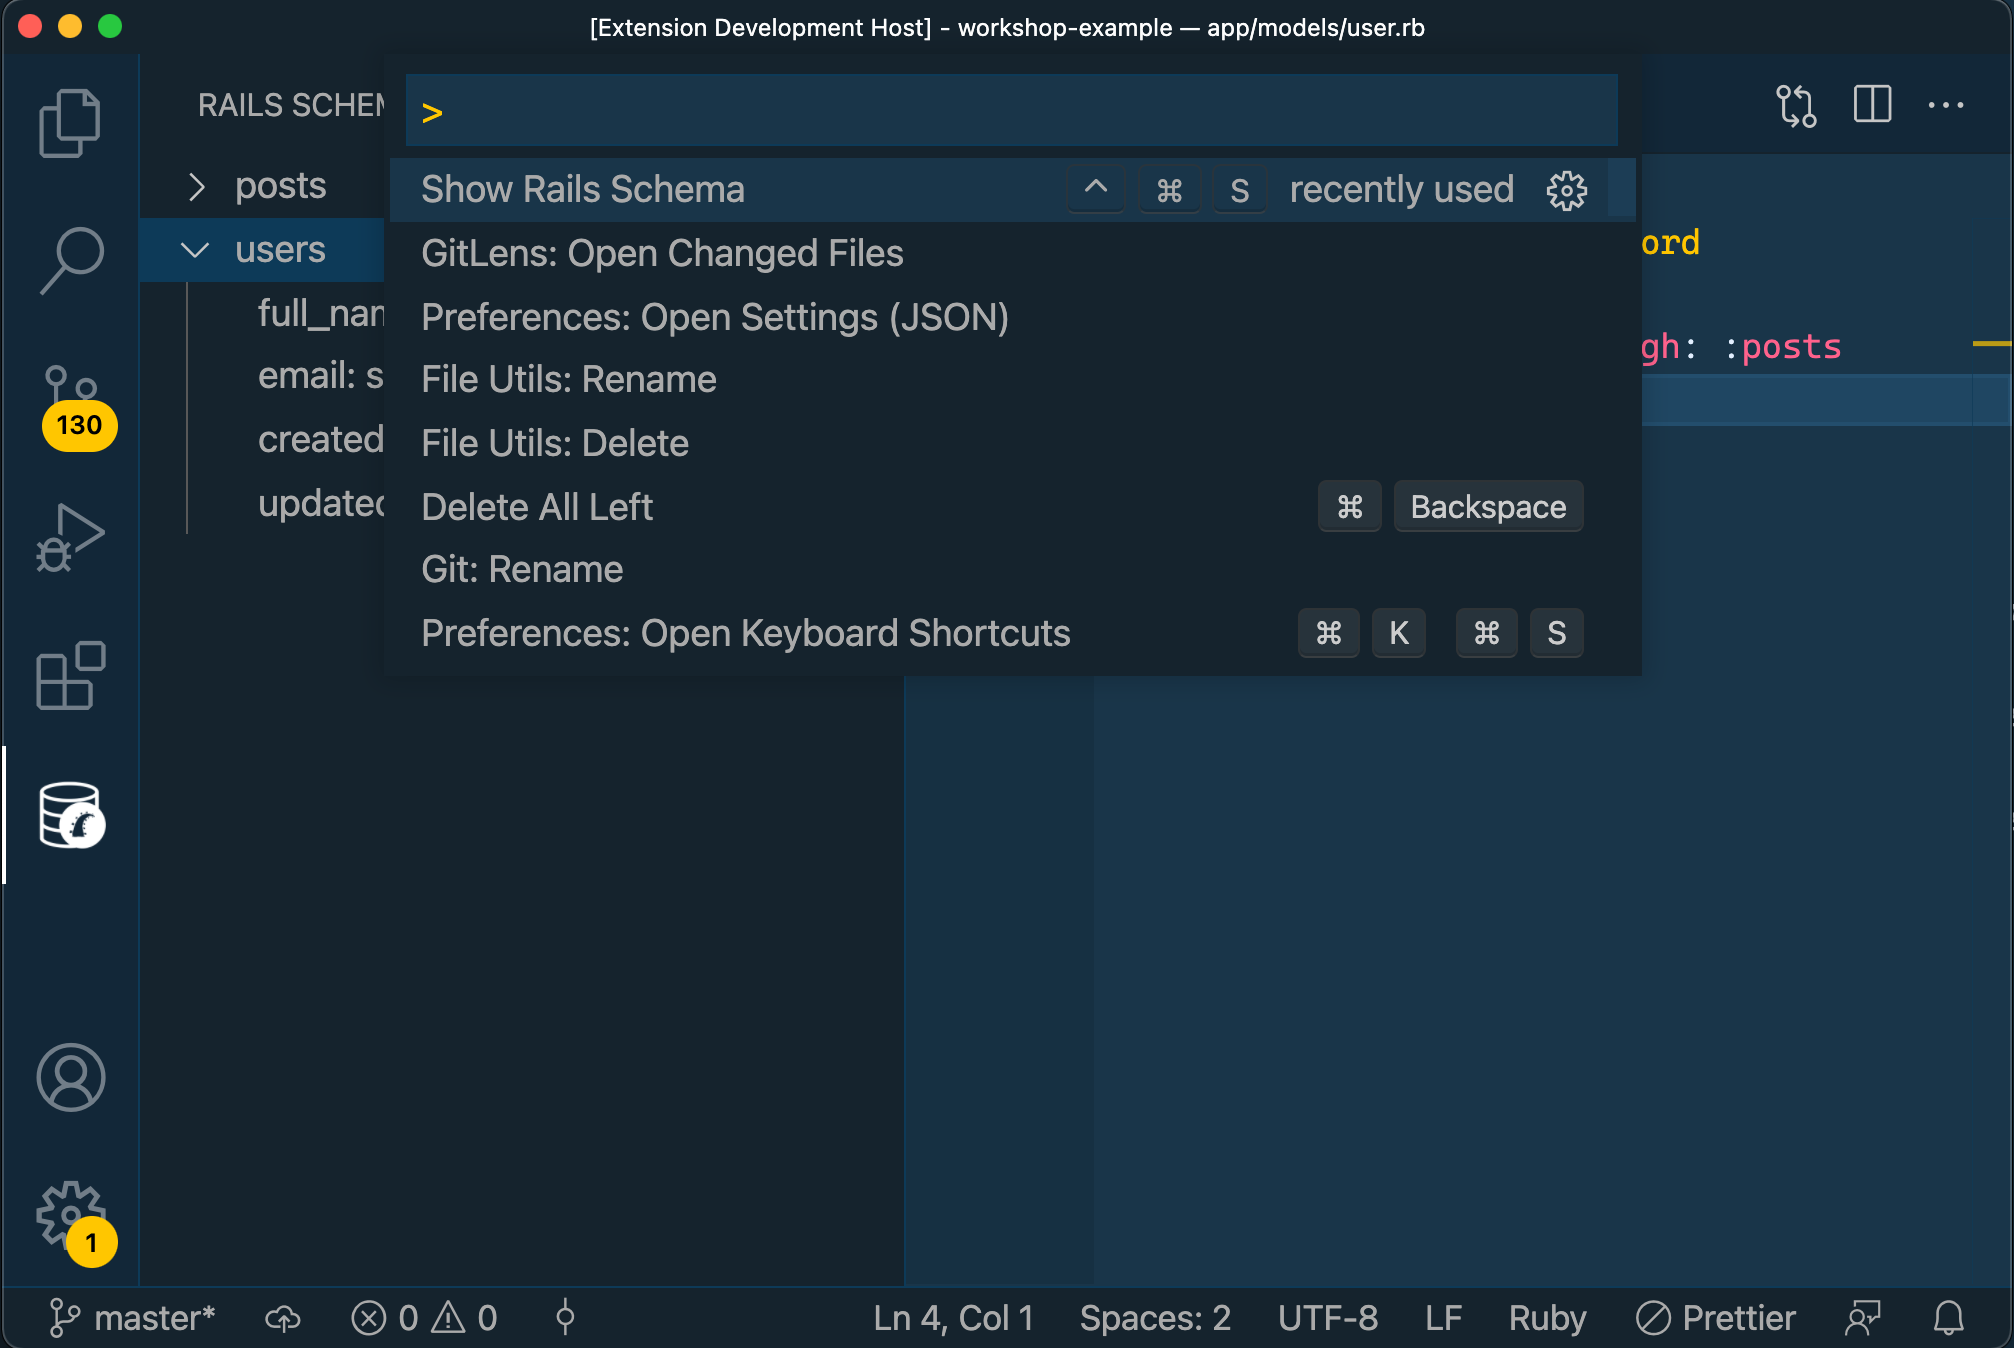 [Extension Development Host] - workshop-example — app/models/user.rb
RAILS SCHEM
>
posts
Show Rails Schema ^ ⌘ S recently used
users
GitLens: Open Changed Files
ord
full_nam
Preferences: Open Settings (JSON)
gh: :posts
email: s
File Utils: Rename
130
created
File Utils: Delete
updated
Delete All Left ⌘ Backspace
Git: Rename
Preferences: Open Keyboard Shortcuts ⌘ K ⌘ S
1
master* 0 0 Ln 4, Col 1 Spaces: 2 UTF-8 LF Ruby Prettier